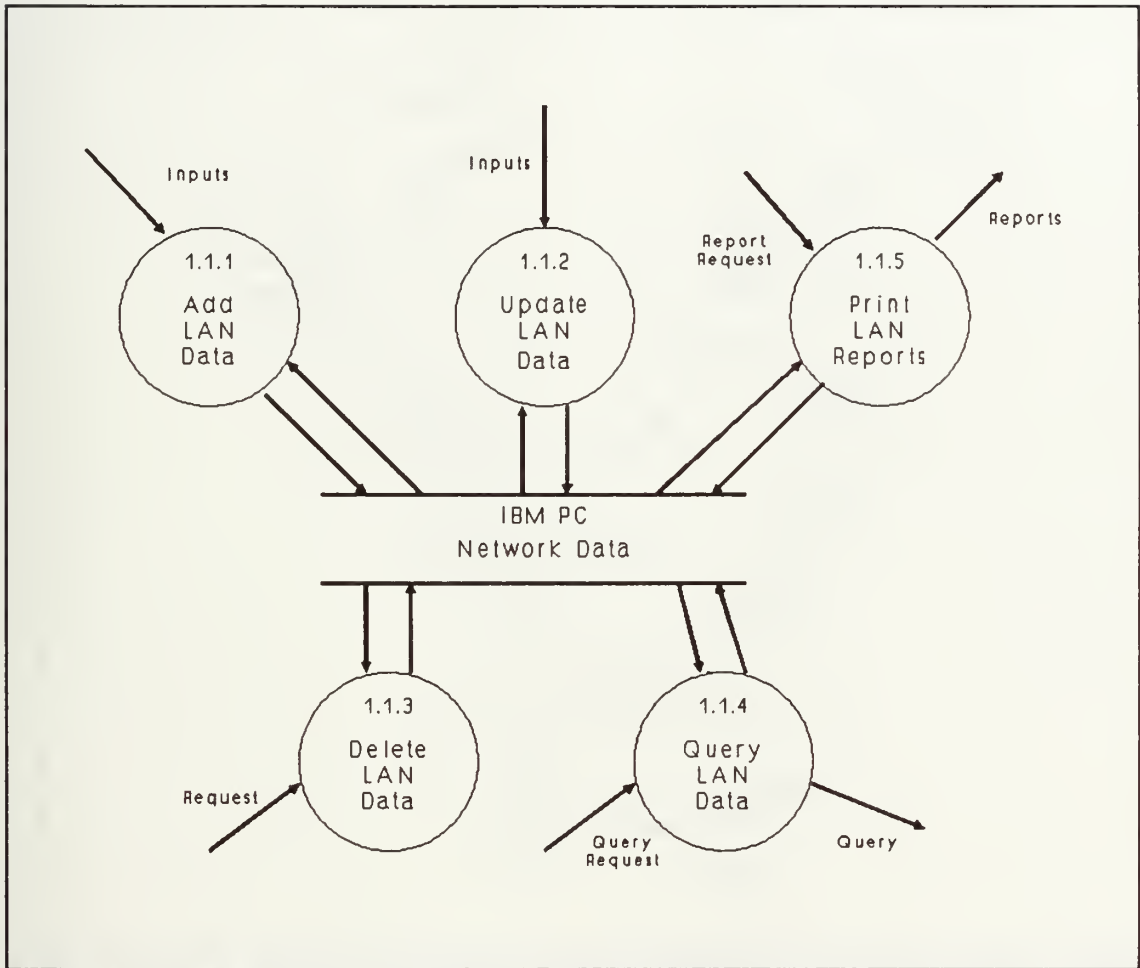 Inputs
1.1.1
Add
LAN
Data
Inputs
1.1.2
Update
LAN
Data
Report
Request
Reports
1.1.5
Print
LAN
Reports
IBM PC
Network Data
1.1.3
Delete
LAN
Data
Request
1.1.4
Query
LAN
Data
Query
Request
Query